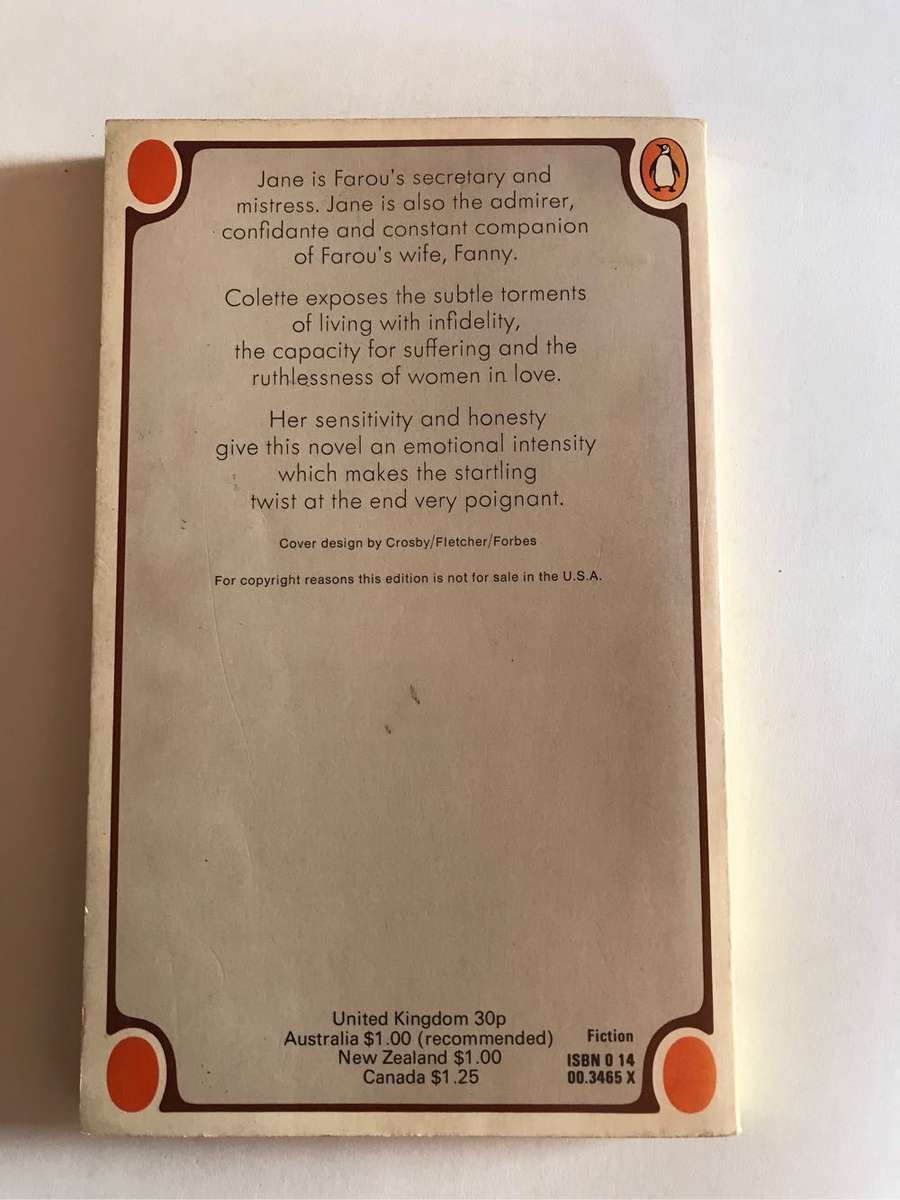 Jane is Farou's secretary and
mistress. Jane is also the admirer,
confidante and constant companion
of Farou's wife, Fanny.
Colette exposes the subtle torments
of living with infidelity,
the capacity for suffering and the
ruthlessness of women in love.
Her sensitivity and honesty
give this novel an emotional intensity
which makes the startling
twist at the end very poignant.
Cover design by Crosby/Fletcher/Forbes
For copyright reasons this edition is not for sale in the U.S.A.
United Kingdom 30p
Australia $1.00 (recommended)
New Zealand $1.00
Canada $1.25
Fiction
ISBN 0 14
00.3465 X